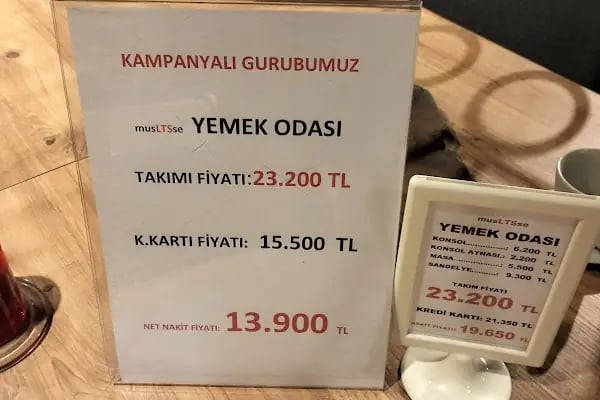 KAMPANYALI GURUBUMUZ
musLTSse YEMEK ODASI
TAKIMI FİYATI:23.200 TL
K.KARTI FİYATI: 15.500 TL
NET NAKİT FİYATI: 13.900 TL
musLTSse
YEMEK ODASI
KONSOL..............: 6.200 TL
KONSOL AYNASI.: 2.200 TL
MASA..................: 5.500 TL
SANDELYE.........: 9.300 TL
TAKIM FİYATI
23.200 TL
KREDİ KARTI: 21.350 TL
NAKİT FİYATI: 19.650 TL